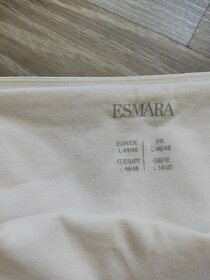 ESMARA
EUR/DE FR
L 44/46 L 46/48
IT/ES/PT GB/IE
L 46/48 L 18/20